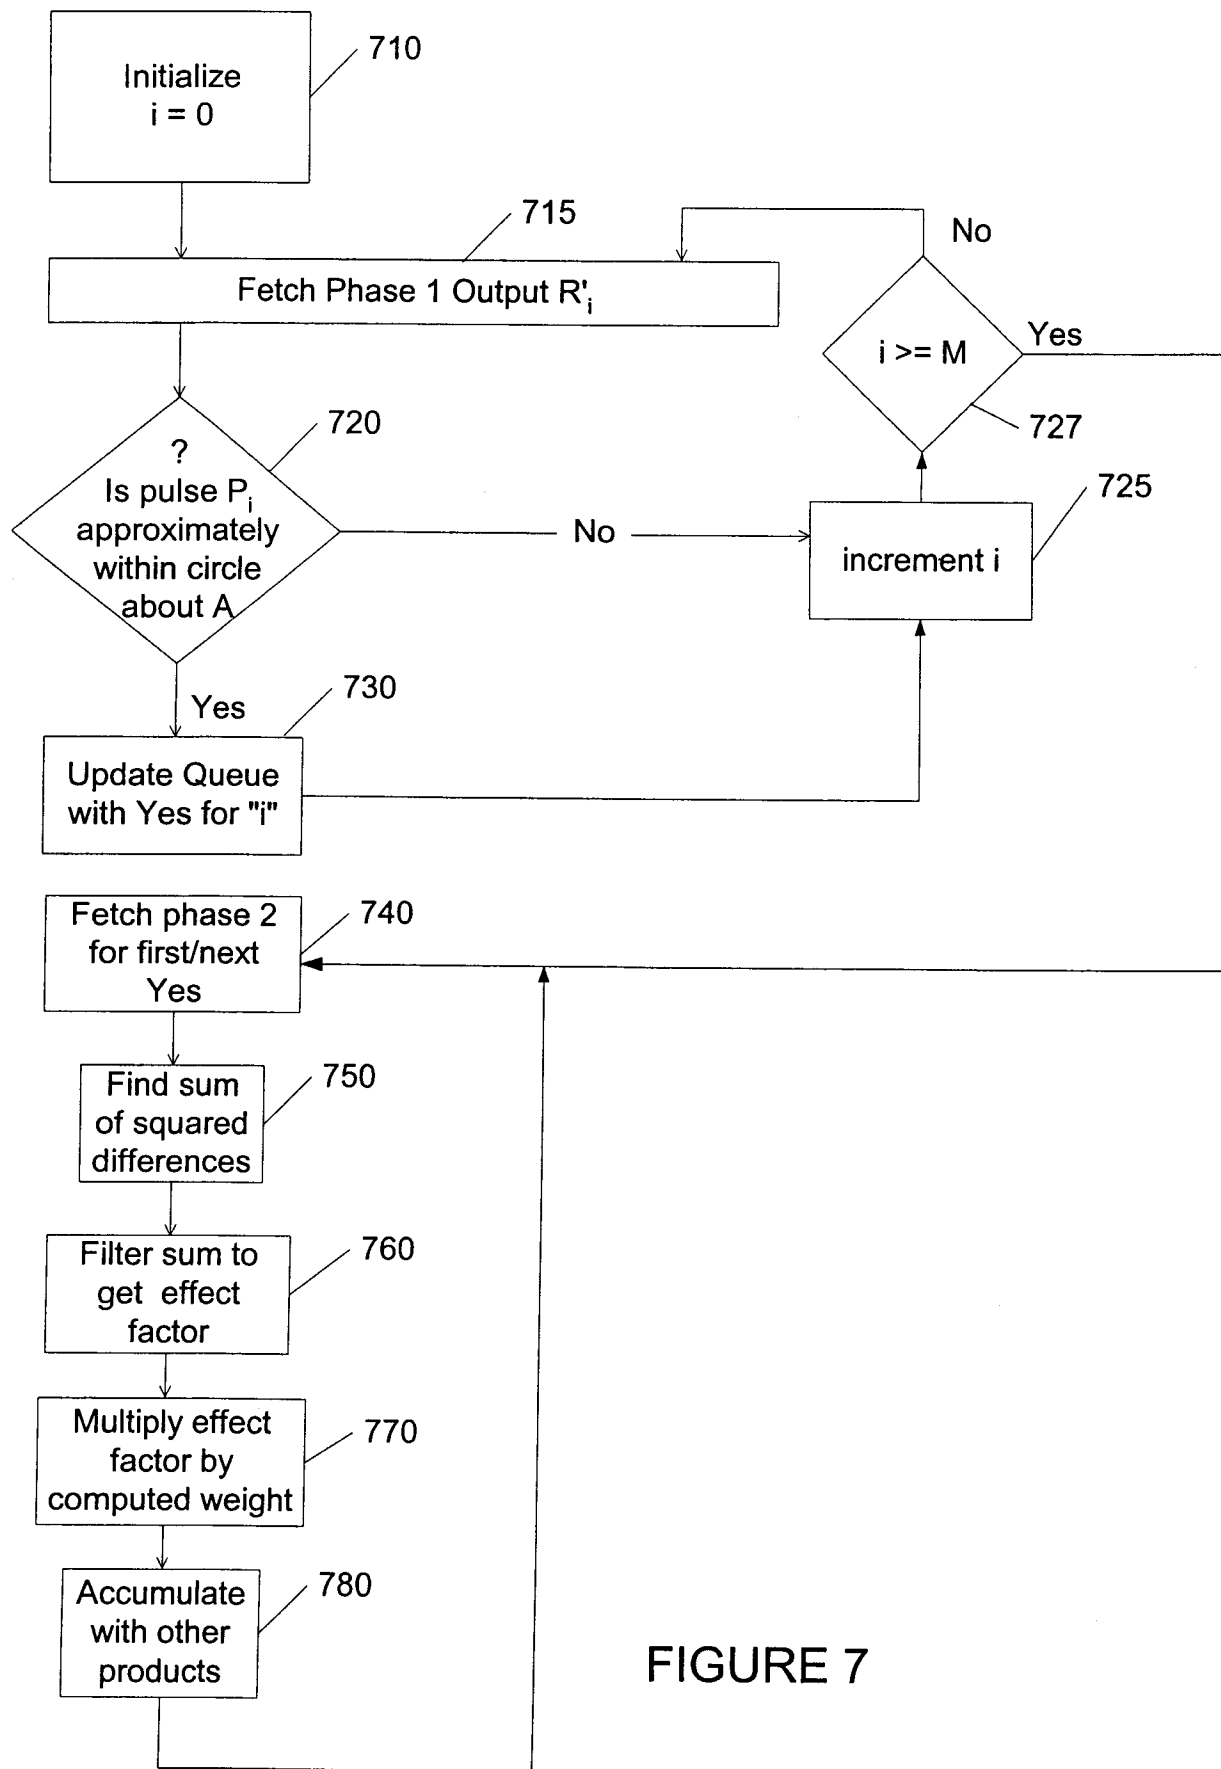 Initialize
i = 0
710
715
Fetch Phase 1 Output R'i
No
i >= M
Yes
727
720
?
Is pulse Pi
approximately
within circle
about A
No
725
increment i
Yes
730
Update Queue
with Yes for "i"
Fetch phase 2
for first/next
Yes
740
Find sum
of squared
differences
750
Filter sum to
get effect
factor
760
Multiply effect
factor by
computed weight
770
Accumulate
with other
products
780
FIGURE 7